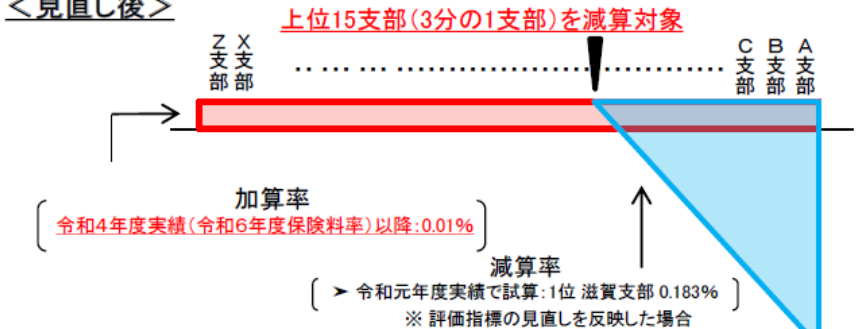 <見直し後>
上位15支部(3分の1支部)を減算対象
Z支部 X支部 ‥ ‥‥ ‥‥‥‥‥‥‥‥‥‥‥‥‥‥ C支部 B支部 A支部
加算率
令和4年度実績(令和6年度保険料率)以降:0.01%
減算率
➤ 令和元年度実績で試算:1位 滋賀支部 0.183%
※ 評価指標の見直しを反映した場合